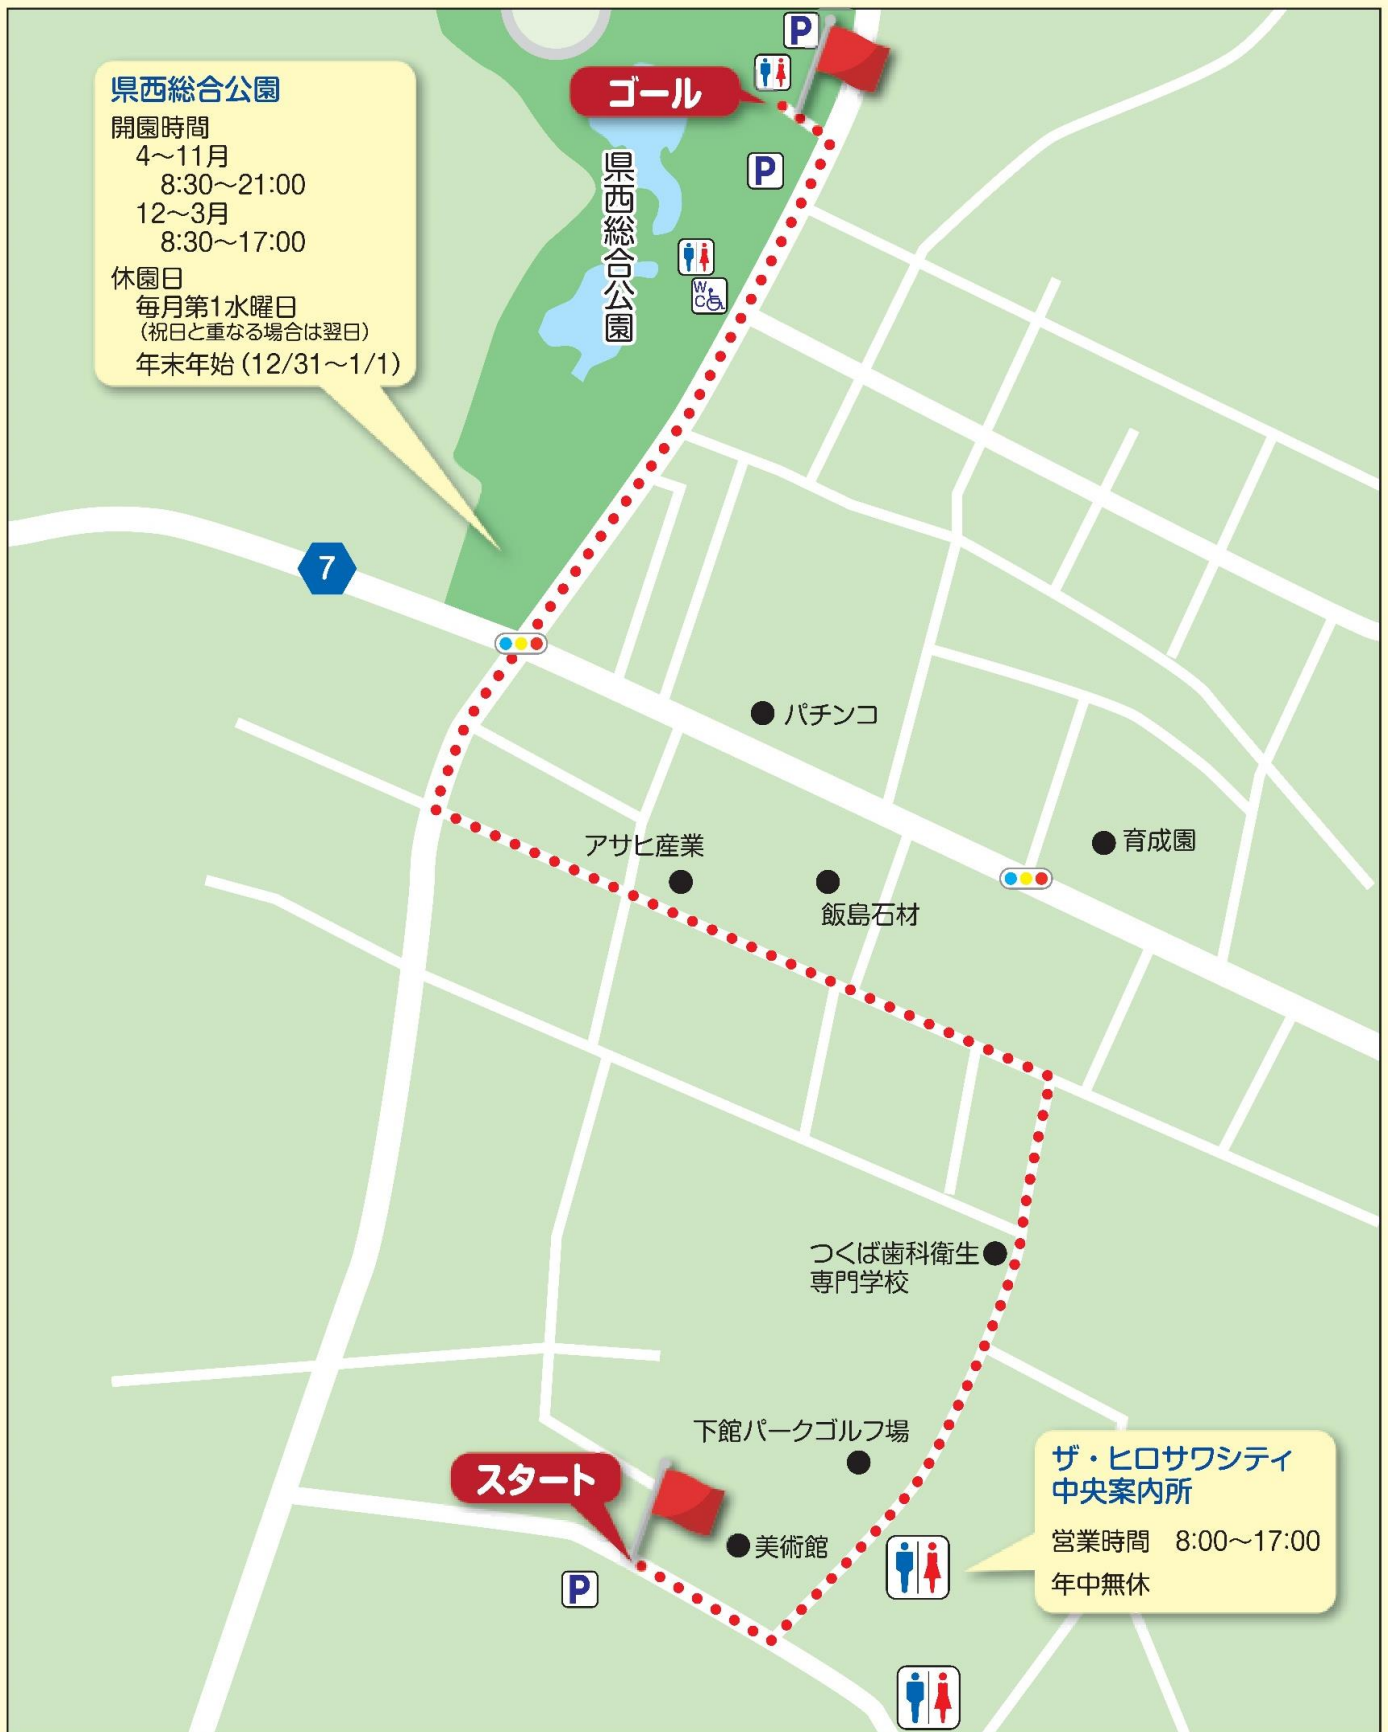 P
ゴール
県西総合公園
開園時間
4〜11月
8:30〜21:00
12〜3月
8:30〜17:00
休園日
毎月第1水曜日
(祝日と重なる場合は翌日)
年末年始(12/31〜1/1)
県西総合公園
P
WC
7
パチンコ
アサヒ産業
育成園
飯島石材
つくば歯科衛生
専門学校
下館パークゴルフ場
スタート
美術館
P
ザ・ヒロサワシティ
中央案内所
営業時間 8:00〜17:00
年中無休